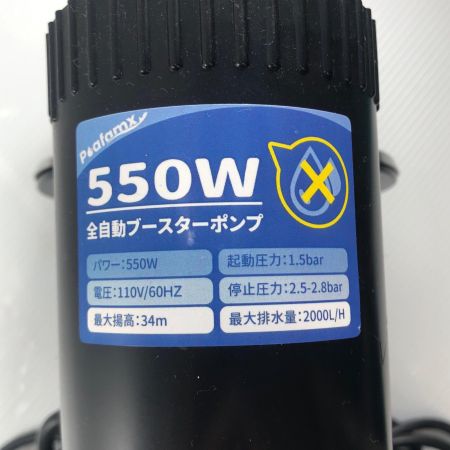 Poafamx
550W
全自動ブースターポンプ
パワー:550W
起動圧力:1.5bar
電圧:110V/60HZ
停止圧力:2.5-2.8bar
最大揚高:34m
最大排水量:2000L/H